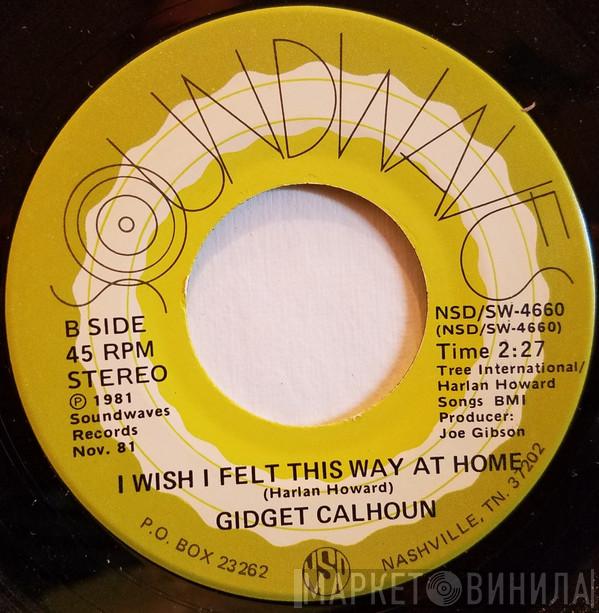 SOUNDWAVES
B SIDE
45 RPM
STEREO
Ⓟ 1981
Soundwaves
Records
Nov. 81
NSD/SW-4660
(NSD/SW-4660)
Time 2:27
Tree International/
Harlan Howard
Songs BMI
Producer:
Joe Gibson
I WISH I FELT THIS WAY AT HOME
(Harlan Howard)
GIDGET CALHOUN
P.O. BOX 23262
NSD
NASHVILLE, TN. 37202
МАРКЕТ ВИНИЛА